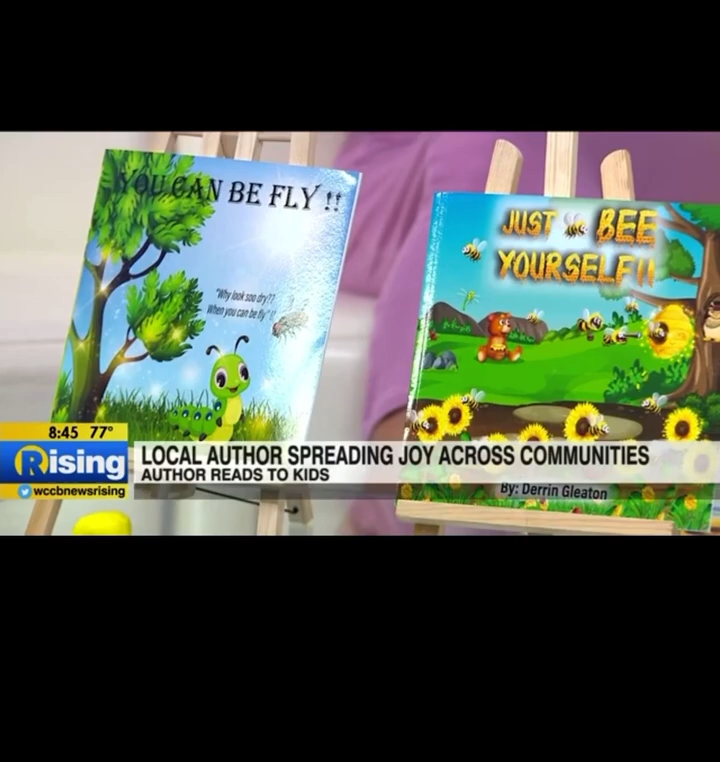 YOU CAN BE FLY !!
"Why look soo dry??
When you can be fly" !!
JUST BEE
YOURSELF!!
8:45 77°
Rising
wccbnewsrising
LOCAL AUTHOR SPREADING JOY ACROSS COMMUNITIES
AUTHOR READS TO KIDS
By: Derrin Gleaton